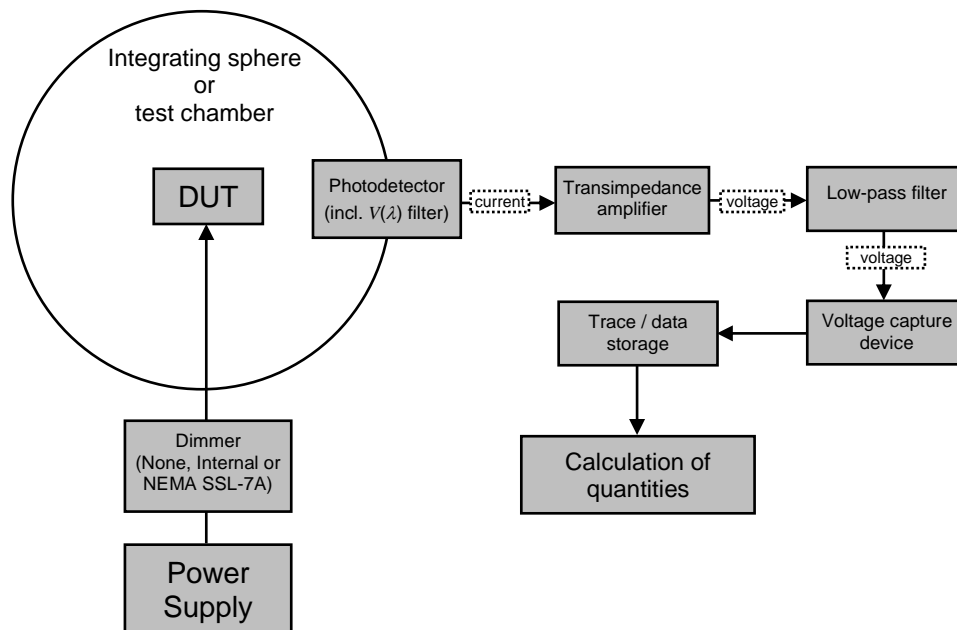 Integrating sphere
or
test chamber
DUT
Photodetector
(incl. V(λ) filter)
current
Transimpedance
amplifier
voltage
Low-pass filter
voltage
Voltage capture
device
Trace / data
storage
Calculation of
quantities
Dimmer
(None, Internal or
NEMA SSL-7A)
Power
Supply